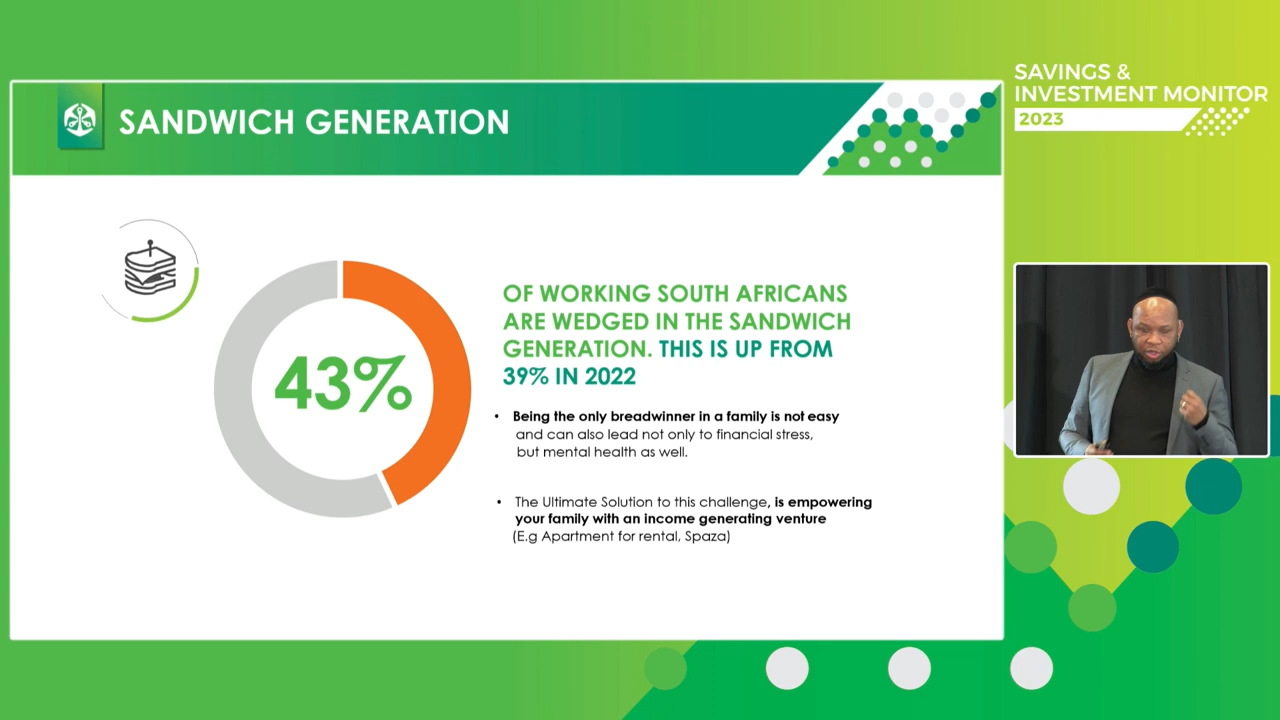 SANDWICH GENERATION
SAVINGS &
INVESTMENT MONITOR
2023
43%
OF WORKING SOUTH AFRICANS
ARE WEDGED IN THE SANDWICH
GENERATION. THIS IS UP FROM
39% IN 2022
• Being the only breadwinner in a family is not easy
and can also lead not only to financial stress,
but mental health as well.
• The Ultimate Solution to this challenge, is empowering
your family with an income generating venture
(E.g Apartment for rental, Spaza)